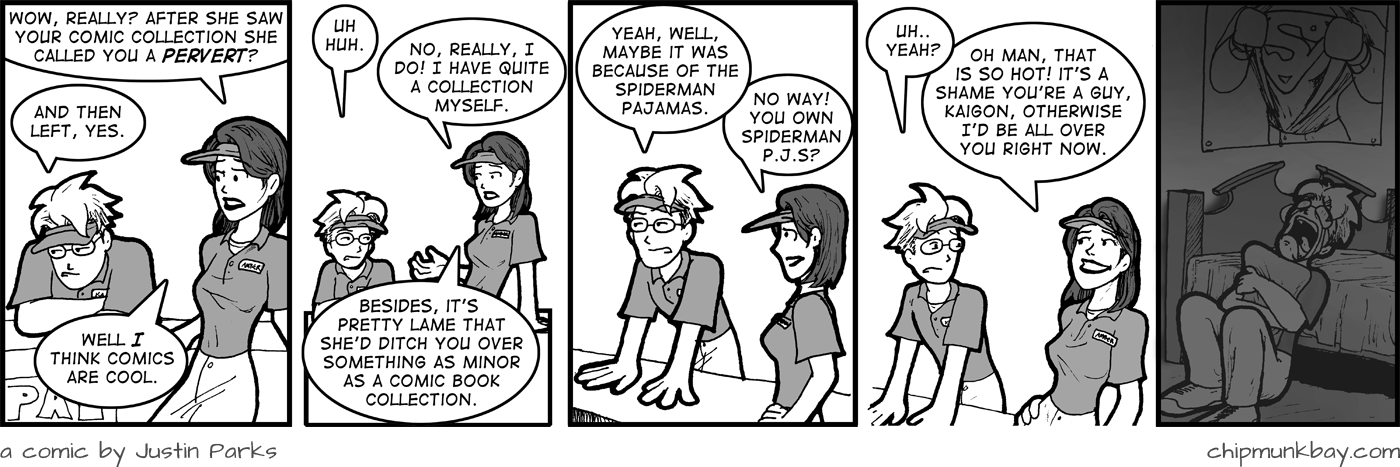 WOW, REALLY? AFTER SHE SAW
YOUR COMIC COLLECTION SHE
CALLED YOU A PERVERT?
AND THEN
LEFT, YES.
WELL I
THINK COMICS
ARE COOL.
UH
HUH.
NO, REALLY, I
DO! I HAVE QUITE
A COLLECTION
MYSELF.
BESIDES, IT'S
PRETTY LAME THAT
SHE'D DITCH YOU OVER
SOMETHING AS MINOR
AS A COMIC BOOK
COLLECTION.
YEAH, WELL,
MAYBE IT WAS
BECAUSE OF THE
SPIDERMAN
PAJAMAS.
NO WAY!
YOU OWN
SPIDERMAN
P.J.S?
UH..
YEAH?
OH MAN, THAT
IS SO HOT! IT'S A
SHAME YOU'RE A GUY,
KAIGON, OTHERWISE
I'D BE ALL OVER
YOU RIGHT NOW.
AMBER
a comic by Justin Parks
chipmunkbay.com